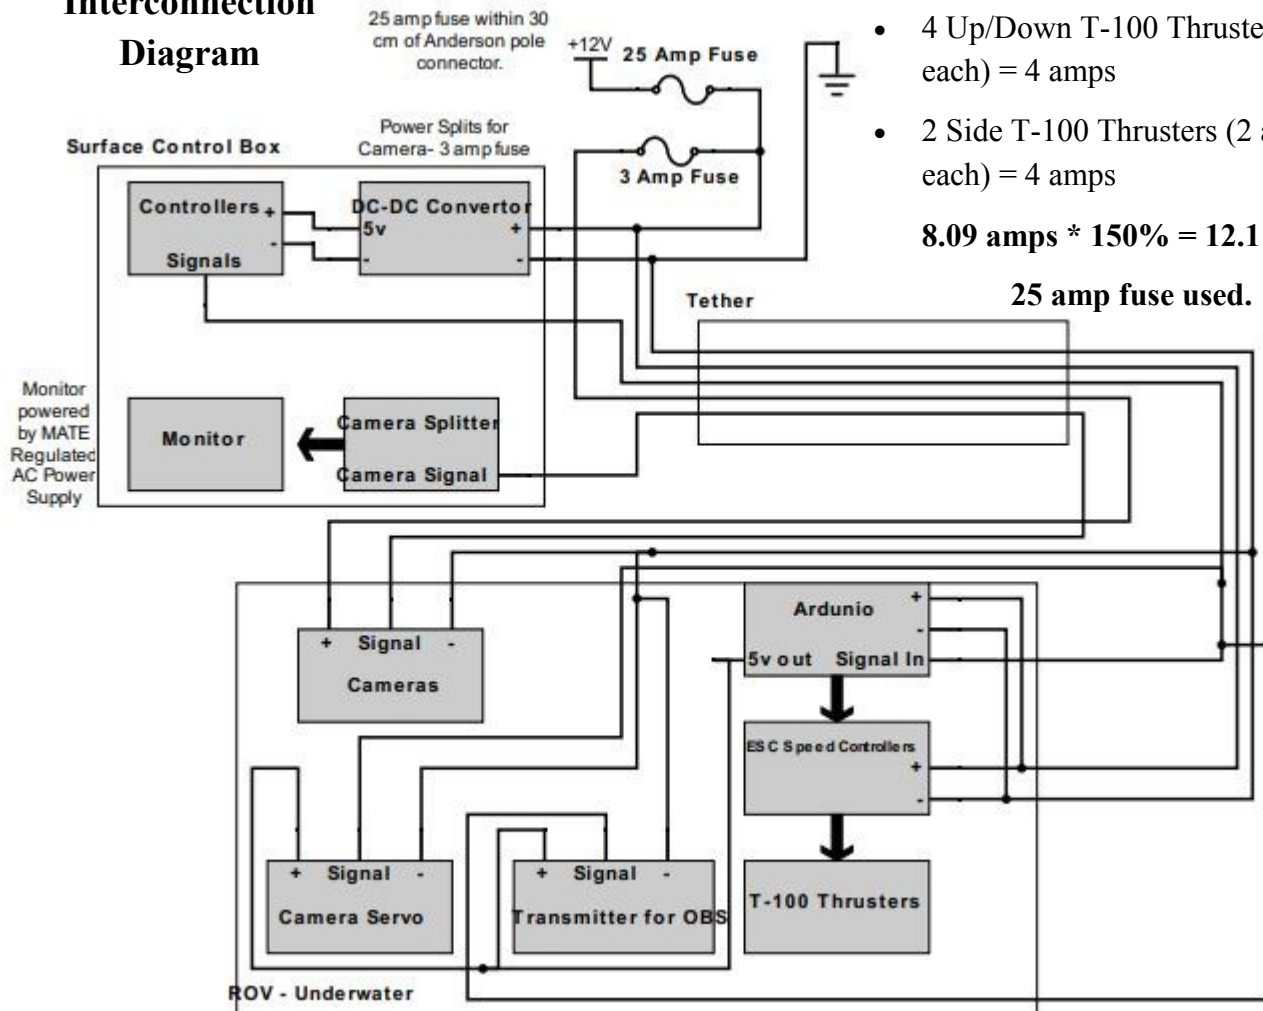 Interconnection
Diagram
25 amp fuse within 30
cm of Anderson pole
connector.
+12V
25 Amp Fuse
3 Amp Fuse
Power Splits for
Camera- 3 amp fuse
• 4 Up/Down T-100
each) = 4 amps
• 2 Side T-100 Thrusters (2
each) = 4 amps
8.09 amps * 150% = 12.1
25 amp fuse used.
Surface Control Box
Controllers
+
-
Signals
DC-DC Convertor
5v
+
-
-
Tether
Monitor
powered
by MATE
Regulated
AC Power
Supply
Monitor
Camera Splitter
Camera Signal
+ Signal -
Cameras
Ardunio
+
-
5v out Signal In
ESC Speed Controllers
+
-
T-100 Thrusters
+ Signal -
Camera Servo
+ Signal -
Transmitter for OBS
ROV - Underwater